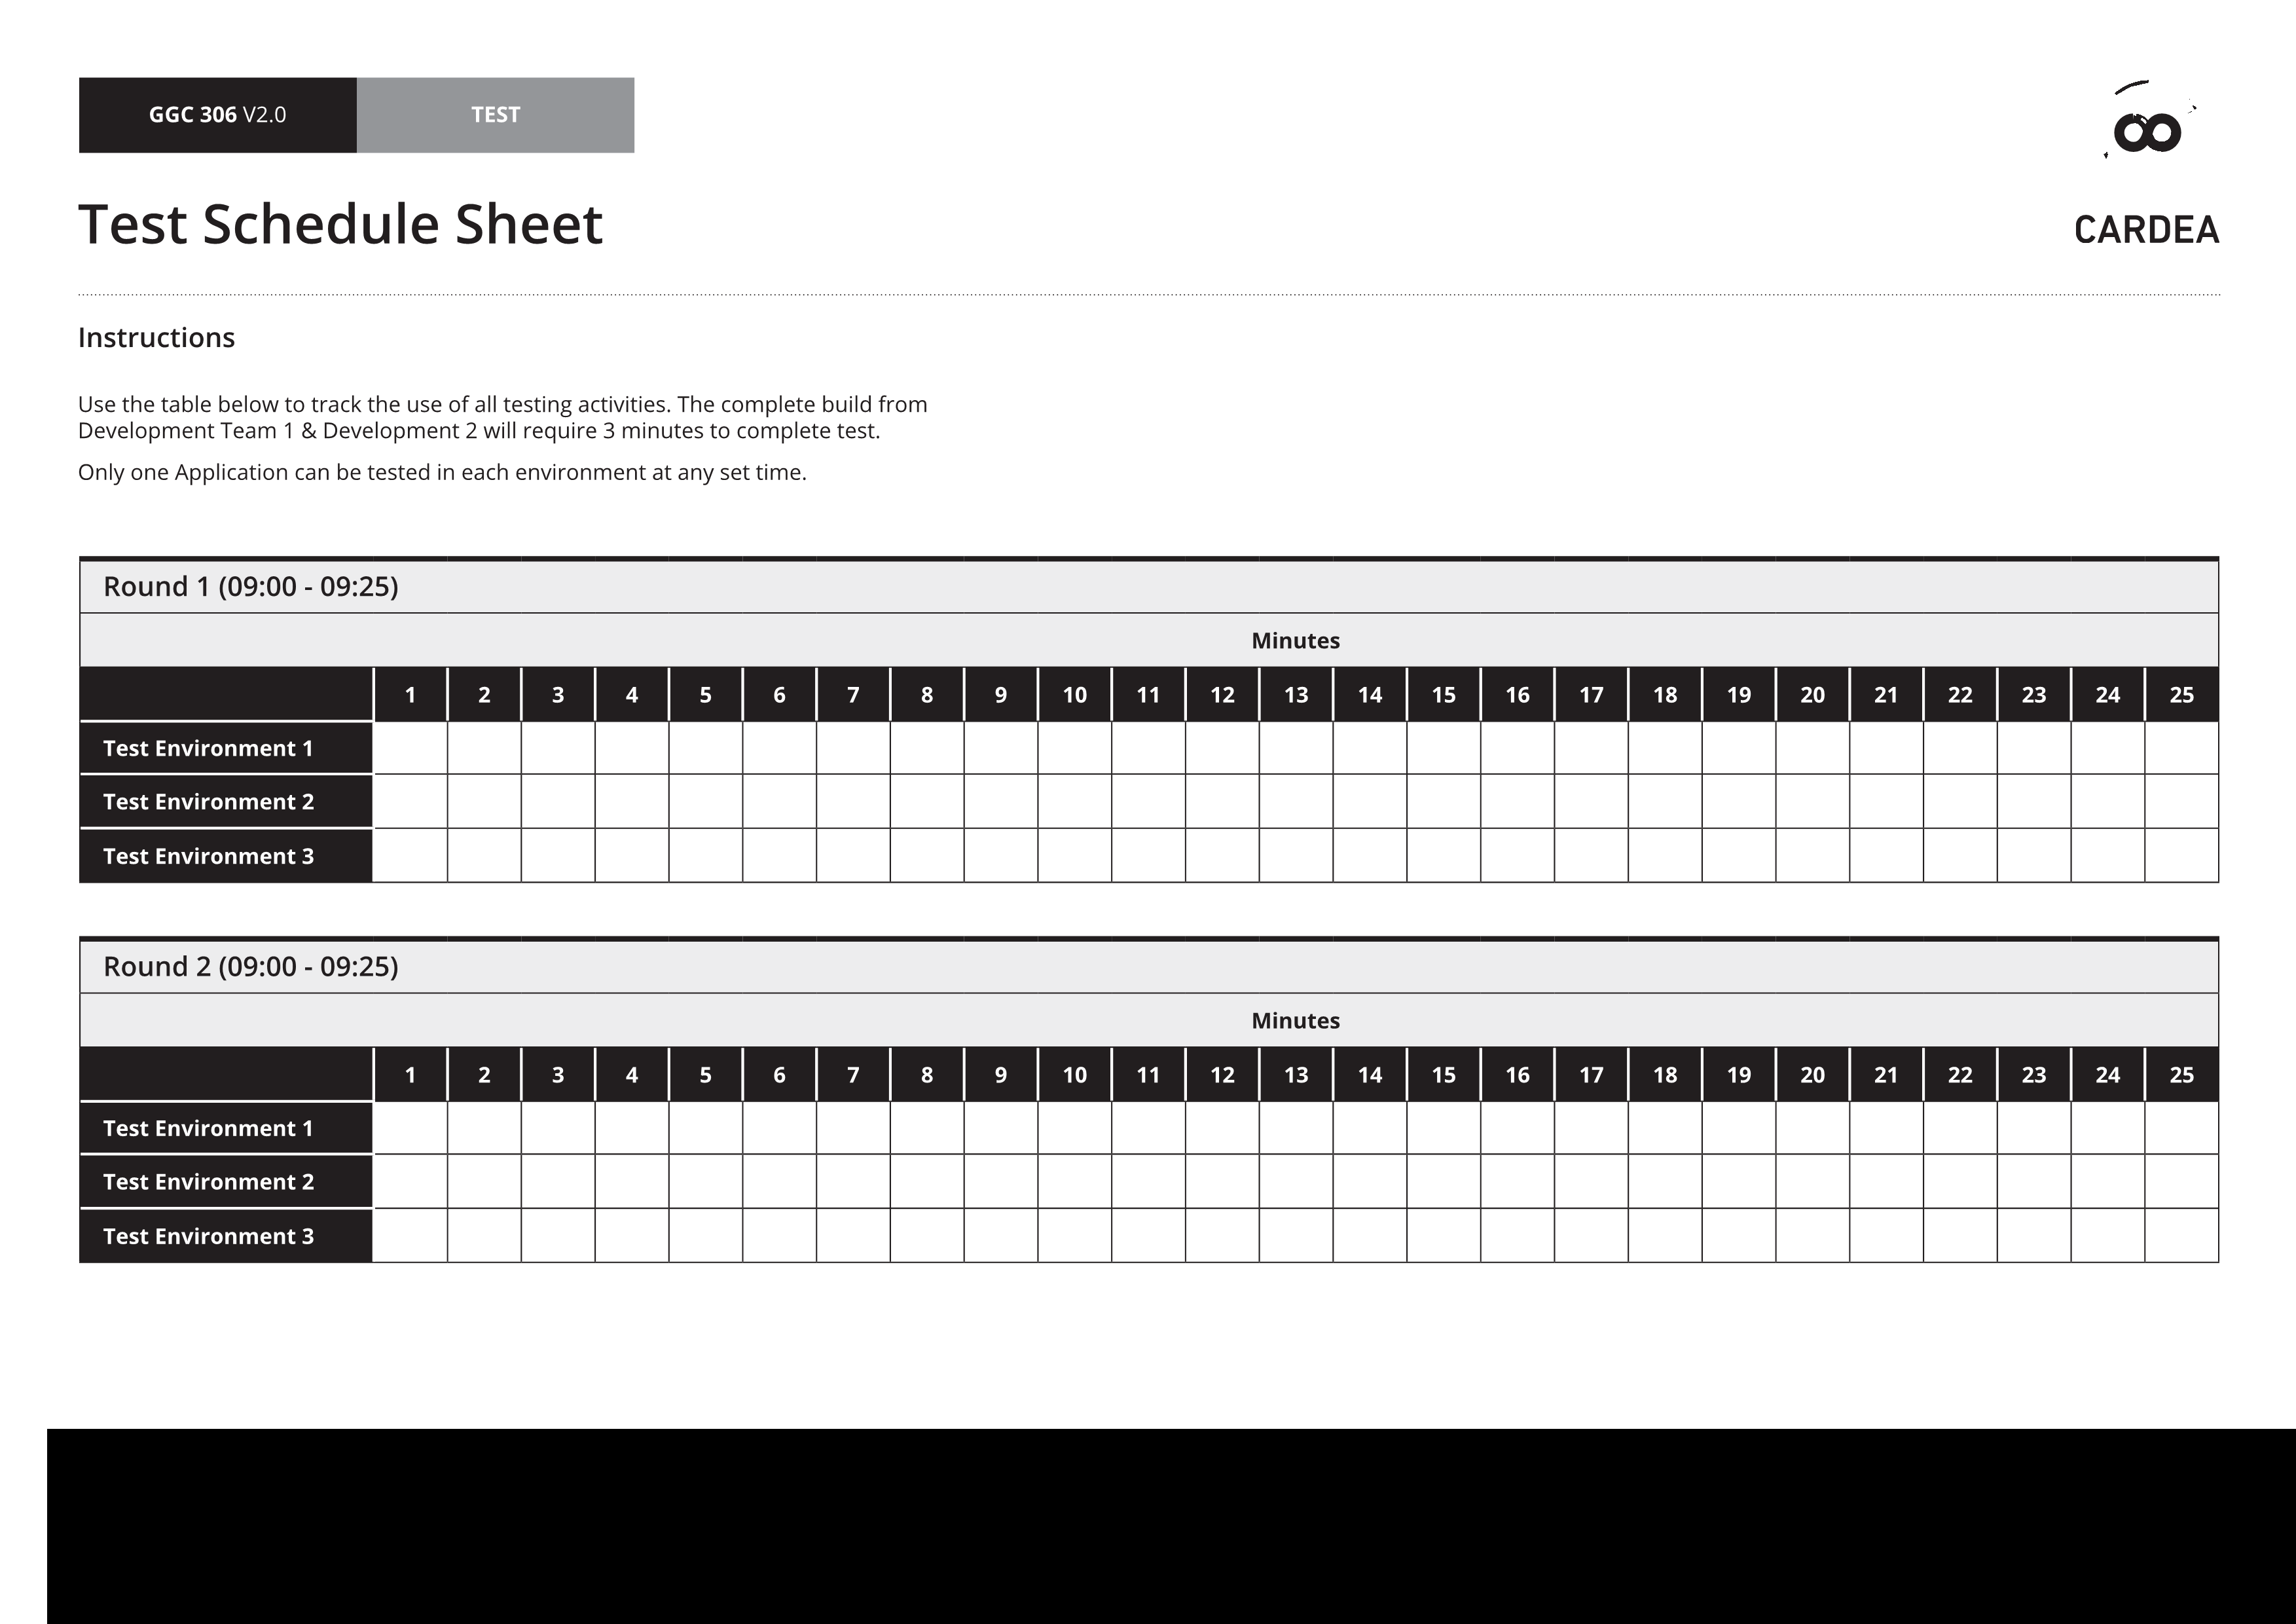 GGC 306 V2.0 TEST
Test Schedule Sheet
CARDEA
Instructions
Use the table below to track the use of all testing activities. The complete build from
Development Team 1 & Development 2 will require 3 minutes to complete test.
Only one Application can be tested in each environment at any set time.
Round 1 (09:00 - 09:25)
Minutes
1 2 3 4 5 6 7 8 9 10 11 12 13 14 15 16 17 18 19 20 21 22 23 24 25
Test Environment 1
Test Environment 2
Test Environment 3
Round 2 (09:00 - 09:25)
Minutes
1 2 3 4 5 6 7 8 9 10 11 12 13 14 15 16 17 18 19 20 21 22 23 24 25
Test Environment 1
Test Environment 2
Test Environment 3